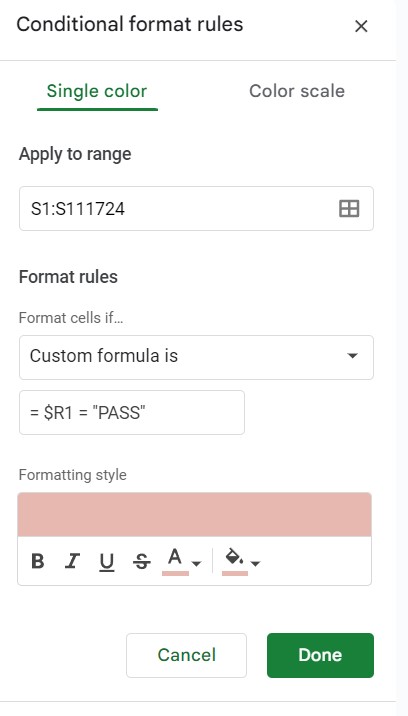 Conditional format rules
Single color
Color scale
Apply to range
S1:S111724
Format rules
Format cells if...
Custom formula is
= $R1 = "PASS"
Formatting style
B I U S A
Cancel
Done